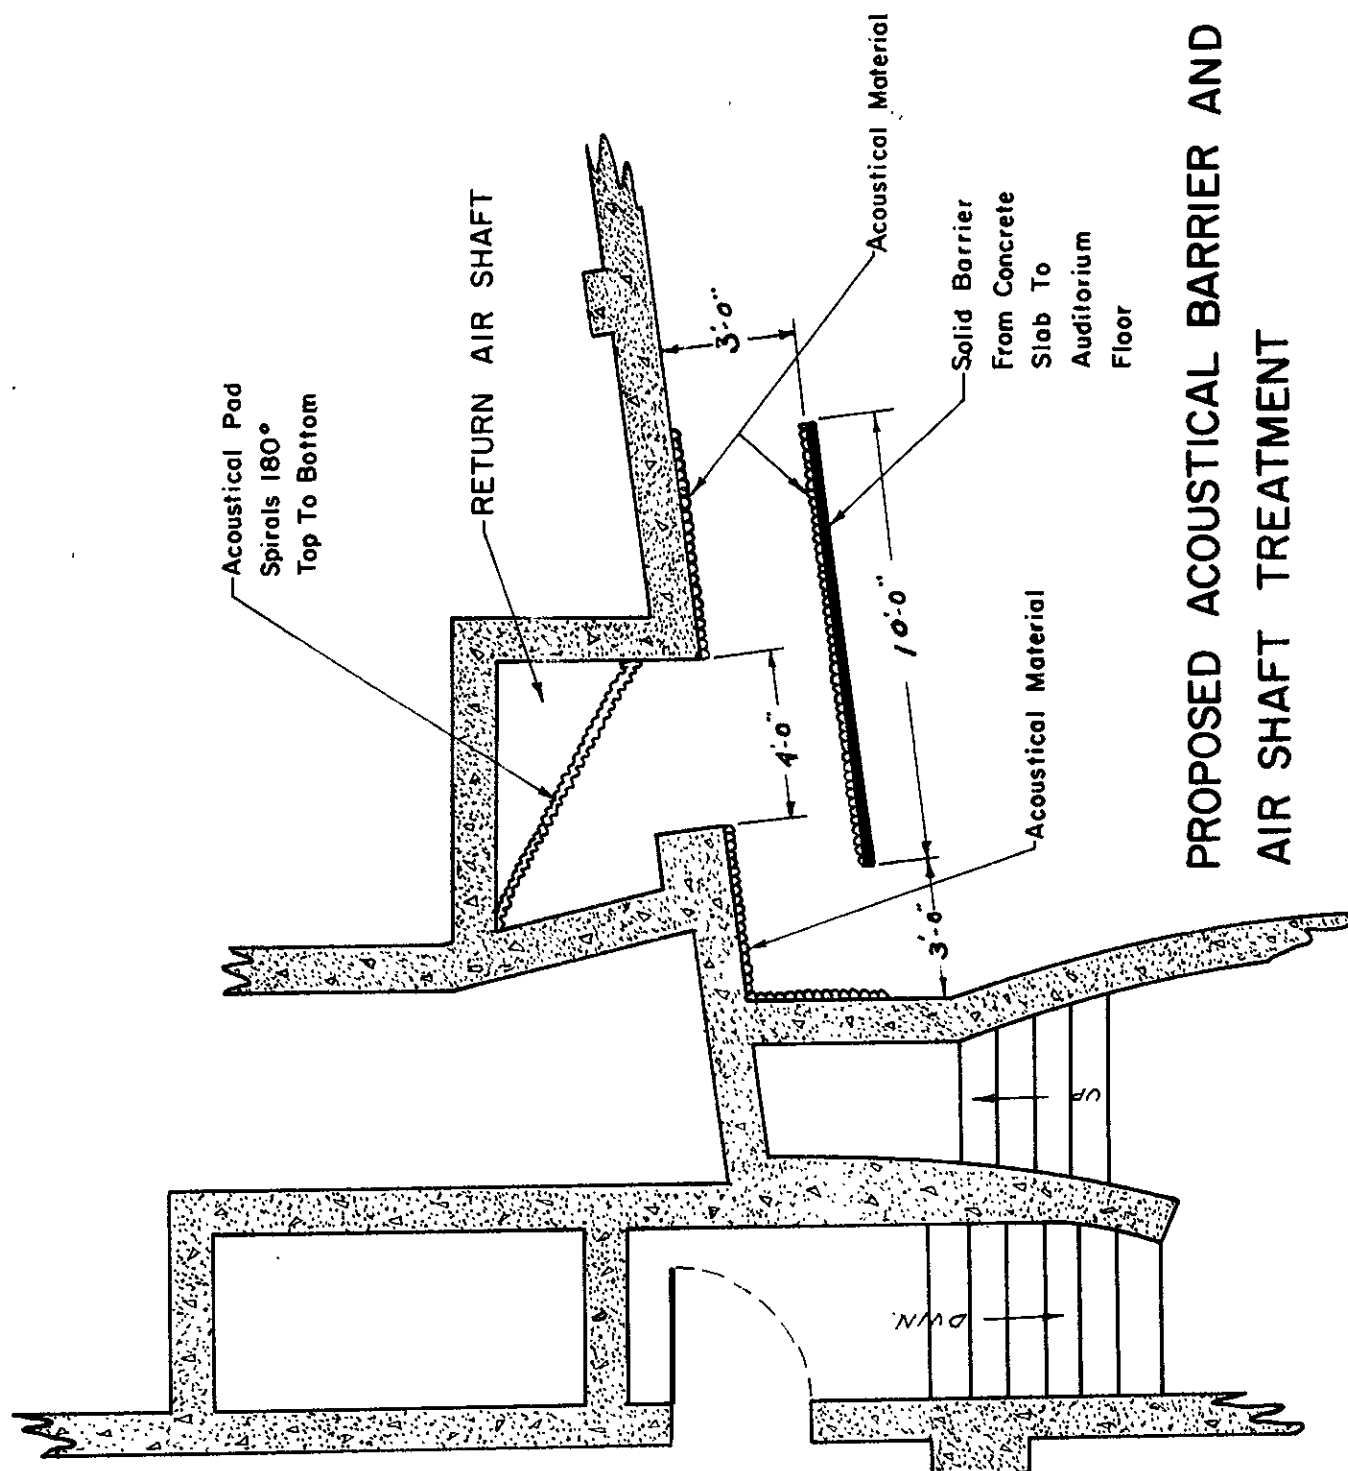 Acoustical Pad
Spirals 180°
Top To Bottom
RETURN AIR SHAFT
Acoustical Material
3'-0"
Solid Barrier
From Concrete
Slab To
Auditorium
Floor
4'-0"
10'-0"
3'-0"
Acoustical Material
UP
DWN.
PROPOSED ACOUSTICAL BARRIER AND
AIR SHAFT TREATMENT